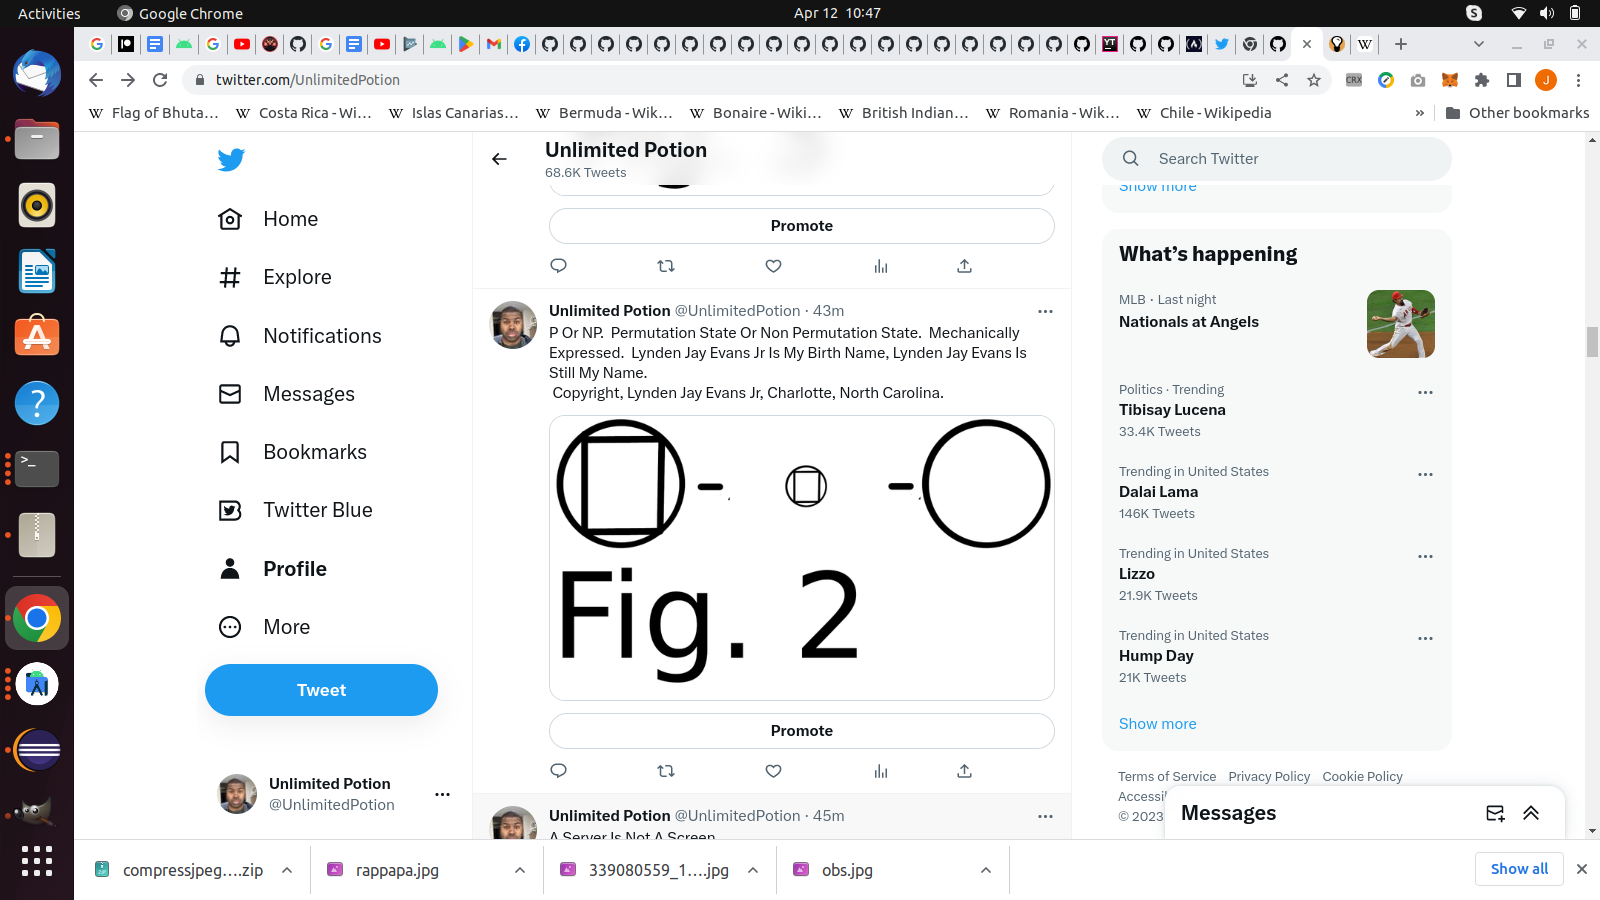 Activities
Google Chrome
Apr 12 10:47
twitter.com/UnlimitedPotion
Flag of Bhuta...
Costa Rica - Wi...
Islas Canarias...
Bermuda - Wik...
Bonaire - Wiki...
British Indian...
Romania - Wik...
Chile - Wikipedia
»
Other bookmarks
Home
Explore
Notifications
Messages
Bookmarks
Twitter Blue
Profile
More
Tweet
Unlimited Potion
@UnlimitedPotion
Unlimited Potion
68.6K Tweets
Promote
Unlimited Potion @UnlimitedPotion · 43m
P Or NP. Permutation State Or Non Permutation State. Mechanically
Expressed. Lynden Jay Evans Jr Is My Birth Name, Lynden Jay Evans Is
Still My Name.
Copyright, Lynden Jay Evans Jr, Charlotte, North Carolina.
Fig. 2
Promote
Unlimited Potion @UnlimitedPotion · 45m
A Server Is Not A Screen
Search Twitter
Show more
What's happening
MLB · Last night
Nationals at Angels
Politics · Trending
Tibisay Lucena
33.4K Tweets
Trending in United States
Dalai Lama
146K Tweets
Trending in United States
Lizzo
21.9K Tweets
Trending in United States
Hump Day
21K Tweets
Show more
Terms of Service Privacy Policy Cookie Policy
© 2023
Messages
compressjpeg....zip
rappapa.jpg
339080559_1....jpg
obs.jpg
Show all